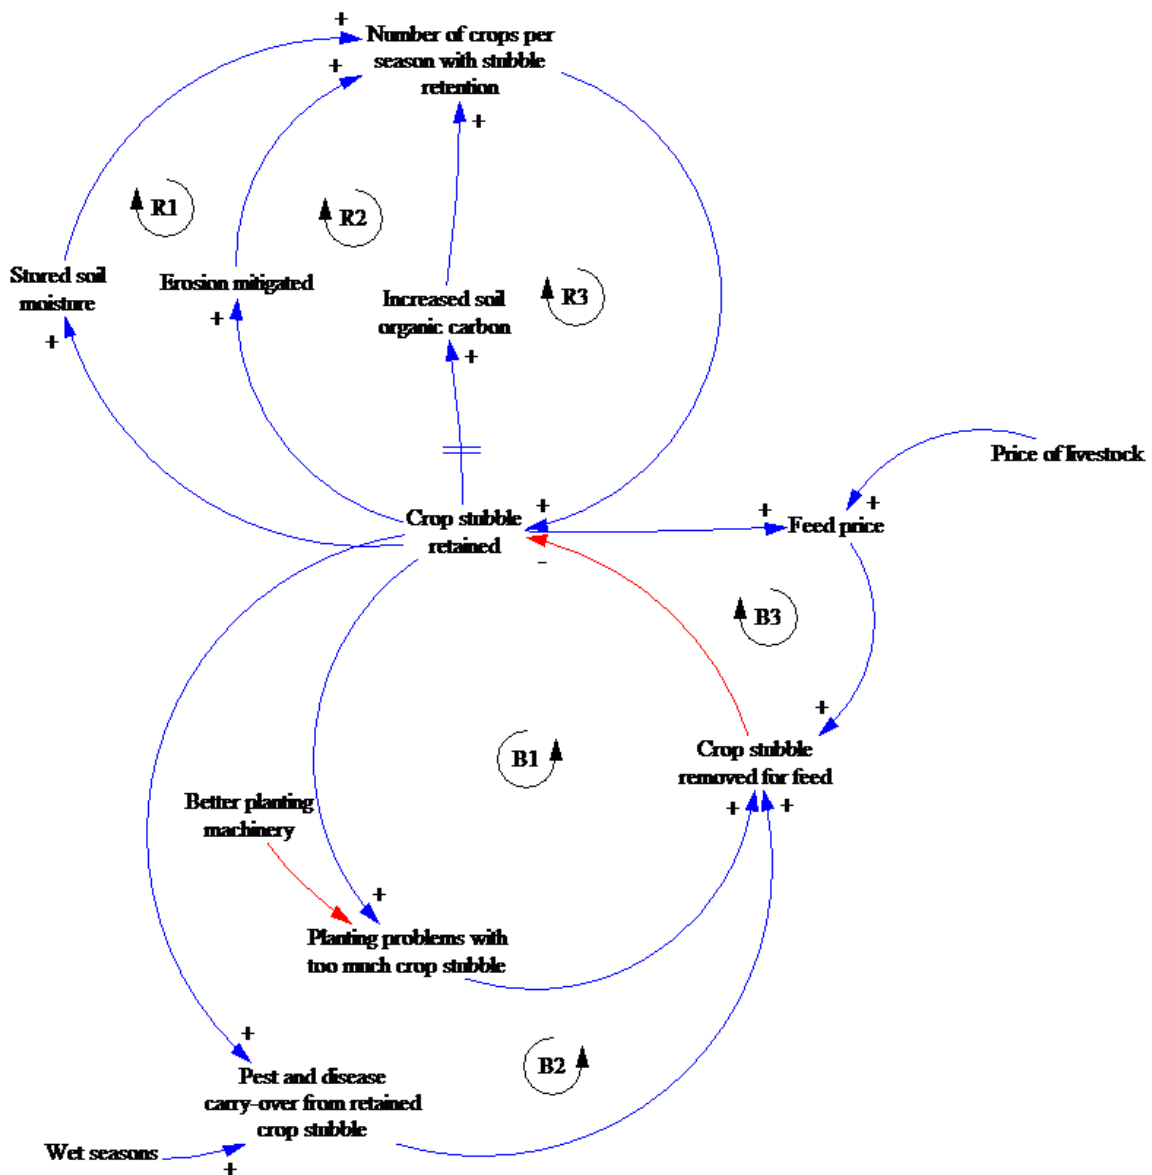 +
Number of crops per
season with stubble
retention
+
+
R1
R2
Stored soil
moisture
Erosion mitigated
Increased soil
organic carbon
R3
+
+
+
Price of livestock
Crop stubble
retained
+
-
+
+
Feed price
B3
+
Crop stubble
removed for feed
+ +
B1
Better planting
machinery
+
Planting problems with
too much crop stubble
+
Pest and disease
carry-over from retained
crop stubble
B2
Wet seasons
+